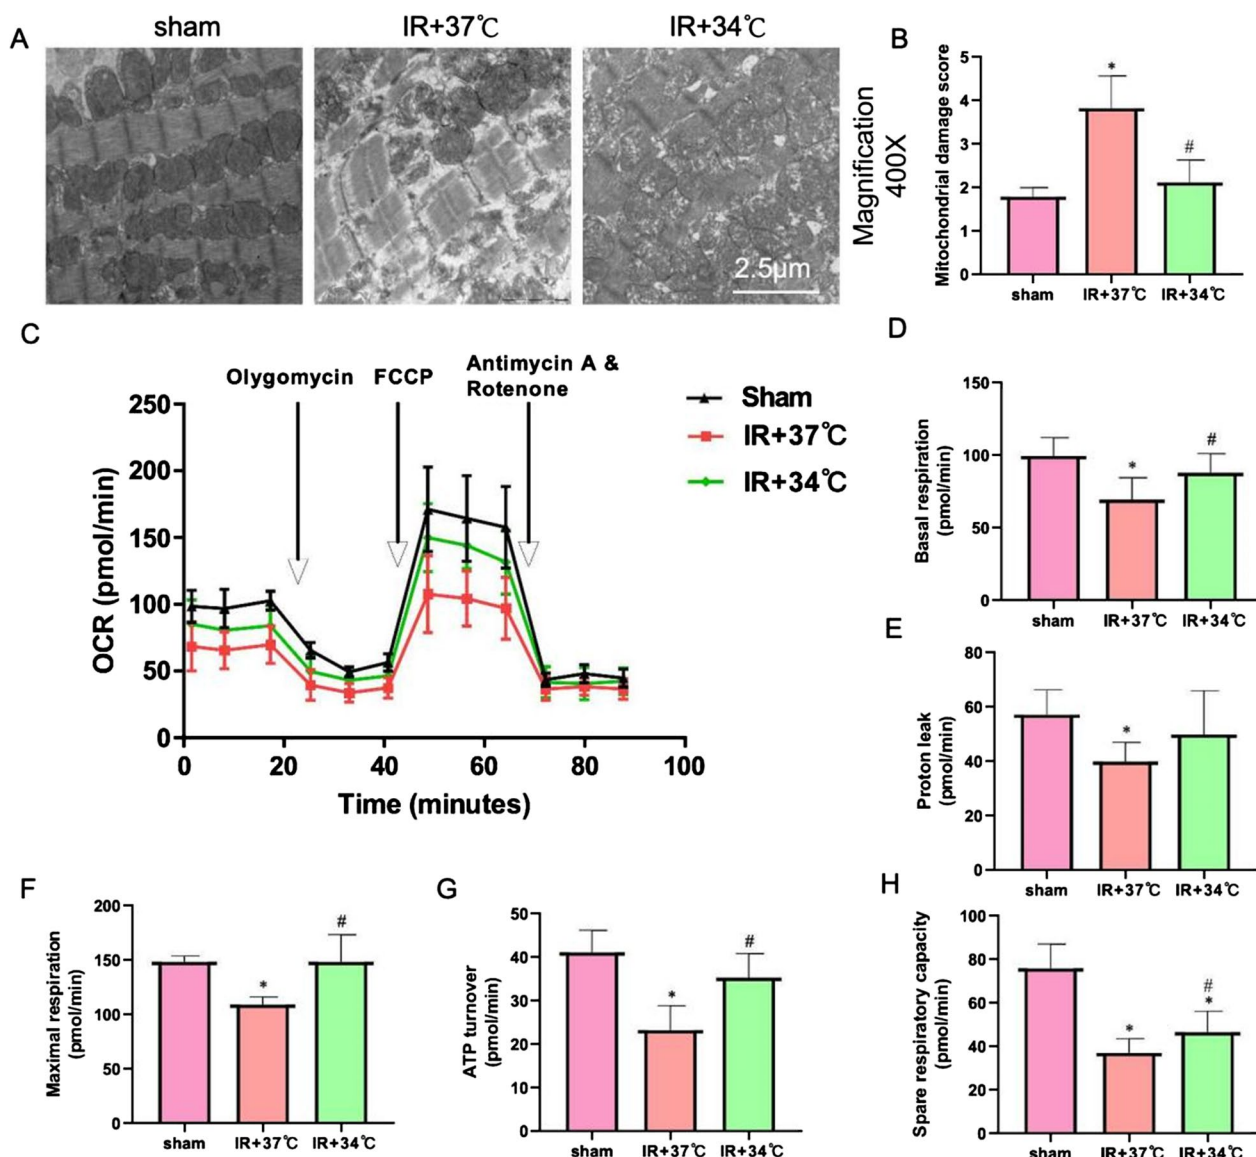 A
sham
IR+37℃
IR+34℃
2.5μm
Magnification
400X
B
Mitochondrial damage score
5
4
3
2
1
0
*
#
sham
IR+37℃
IR+34℃
C
Olygomycin
FCCP
Antimycin A &
Rotenone
Sham
IR+37℃
IR+34℃
OCR (pmol/min)
250
200
150
100
50
0
0
20
40
60
80
100
Time (minutes)
D
Basal respiration
(pmol/min)
150
100
50
0
*
#
sham
IR+37℃
IR+34℃
E
Proton leak
(pmol/min)
80
60
40
20
0
*
sham
IR+37℃
IR+34℃
F
Maximal respiration
(pmol/min)
200
150
100
50
0
*
#
sham
IR+37℃
IR+34℃
G
ATP turnover
(pmol/min)
50
40
30
20
10
0
*
#
sham
IR+37℃
IR+34℃
H
Spare respiratory capacity
(pmol/min)
100
80
60
40
20
0
*
#
*
sham
IR+37℃
IR+34℃